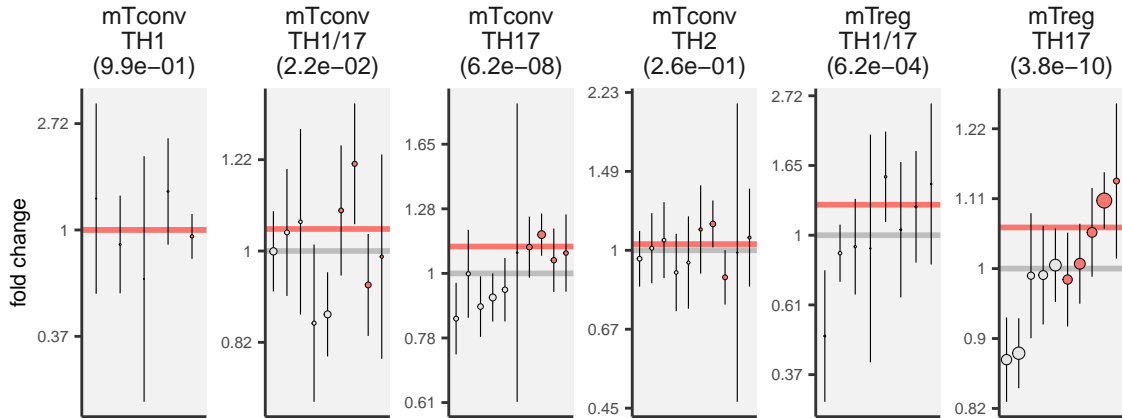 mTconv
TH1
(9.9e−01)
mTconv
TH1/17
(2.2e−02)
mTconv
TH17
(6.2e−08)
mTconv
TH2
(2.6e−01)
mTreg
TH1/17
(6.2e−04)
mTreg
TH17
(3.8e−10)
fold change
2.72
1
0.37
1.22
1
0.82
1.65
1.28
1
0.78
0.61
2.23
1.49
1
0.67
0.45
2.72
1.65
1
0.61
0.37
1.22
1.11
1
0.9
0.82